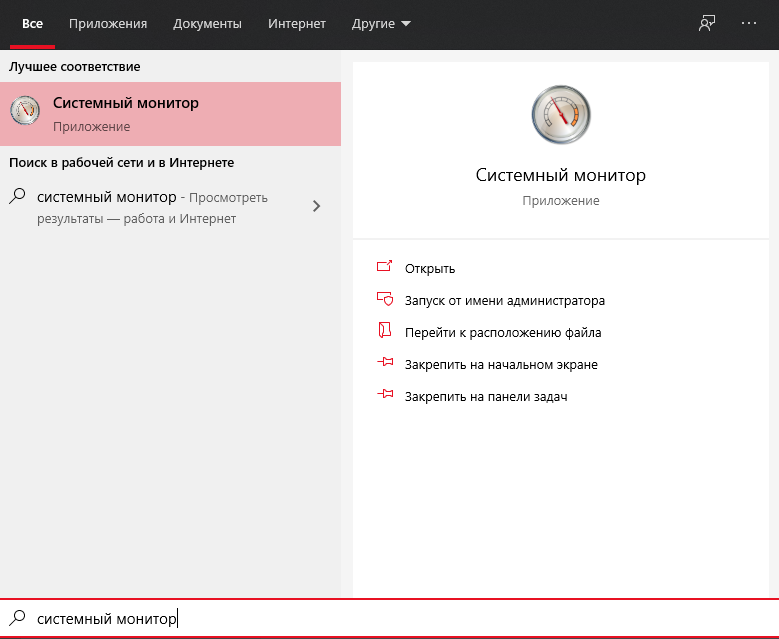 Все Приложения Документы Интернет Другие
Лучшее соответствие
Системный монитор
Приложение
Поиск в рабочей сети и в Интернете
системный монитор - Просмотреть
результаты — работа и Интернет
Системный монитор
Приложение
Открыть
Запуск от имени администратора
Перейти к расположению файла
Закрепить на начальном экране
Закрепить на панели задач
системный монитор